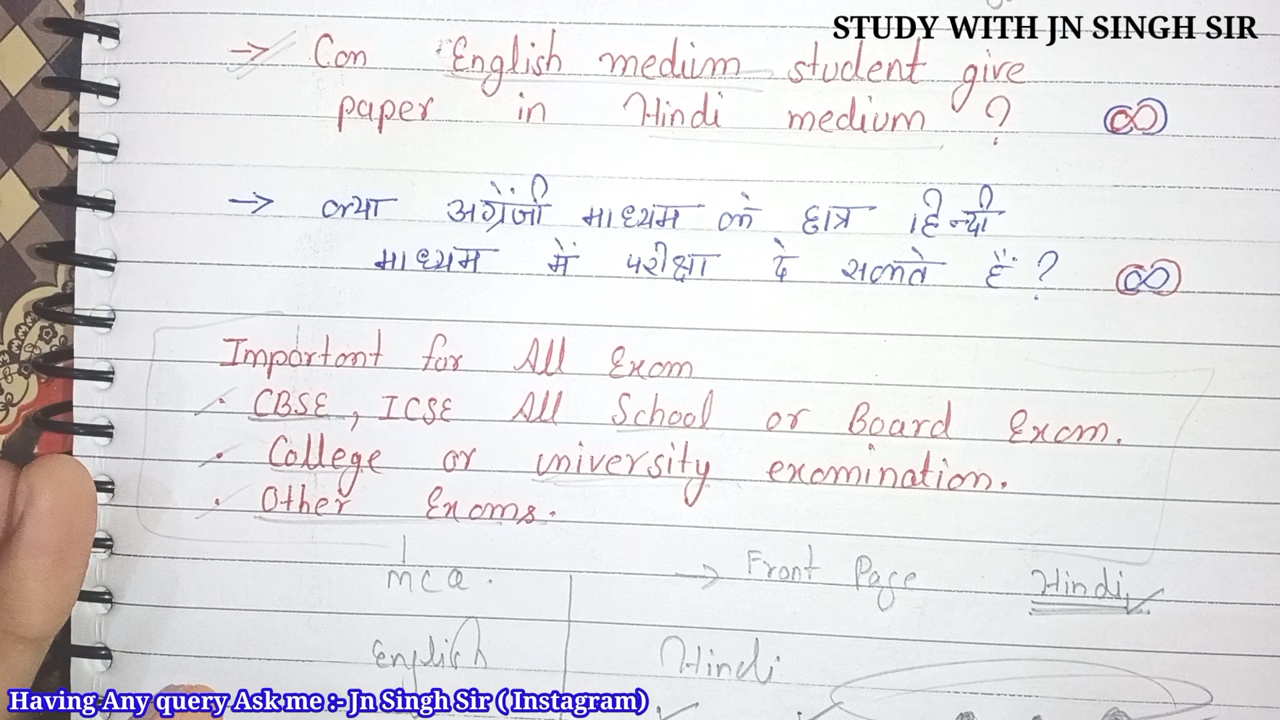 STUDY WITH JN SINGH SIR
→ Can English medium student give
paper in Hindi medium ?
→ क्या अंग्रेजी माध्यम के छात्र हिन्दी
माध्यम में परीक्षा दे सकते हैं ?
Important for All Exam
• CBSE, ICSE All School or Board Exam.
• College or university examination.
• Other Exams.
→ Front Page Hindi
English Hindi
Having Any query Ask me :- Jn Singh Sir ( Instagram)